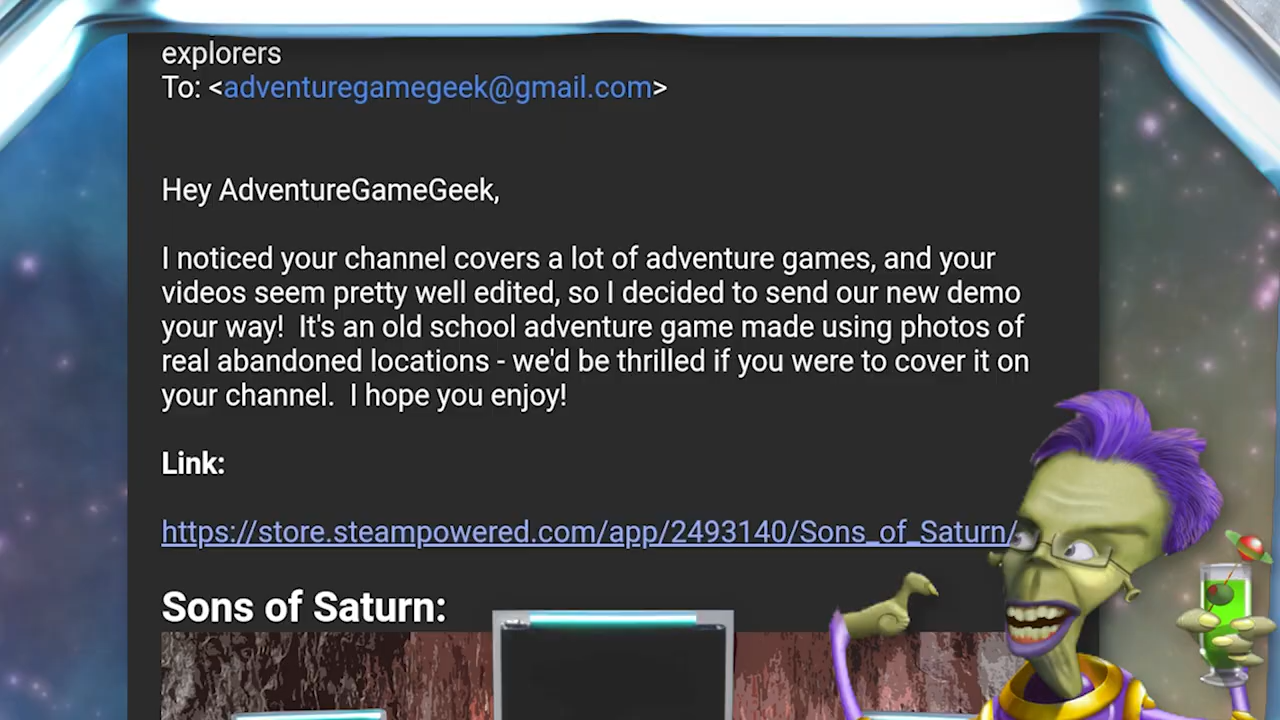 explorers
To: <adventuregamegeek@gmail.com>
Hey AdventureGameGeek,
I noticed your channel covers a lot of adventure games, and your
videos seem pretty well edited, so I decided to send our new demo
your way!  It's an old school adventure game made using photos of
real abandoned locations - we'd be thrilled if you were to cover it on
your channel.  I hope you enjoy!
Link:
https://store.steampowered.com/app/2493140/Sons_of_Saturn/
Sons of Saturn: